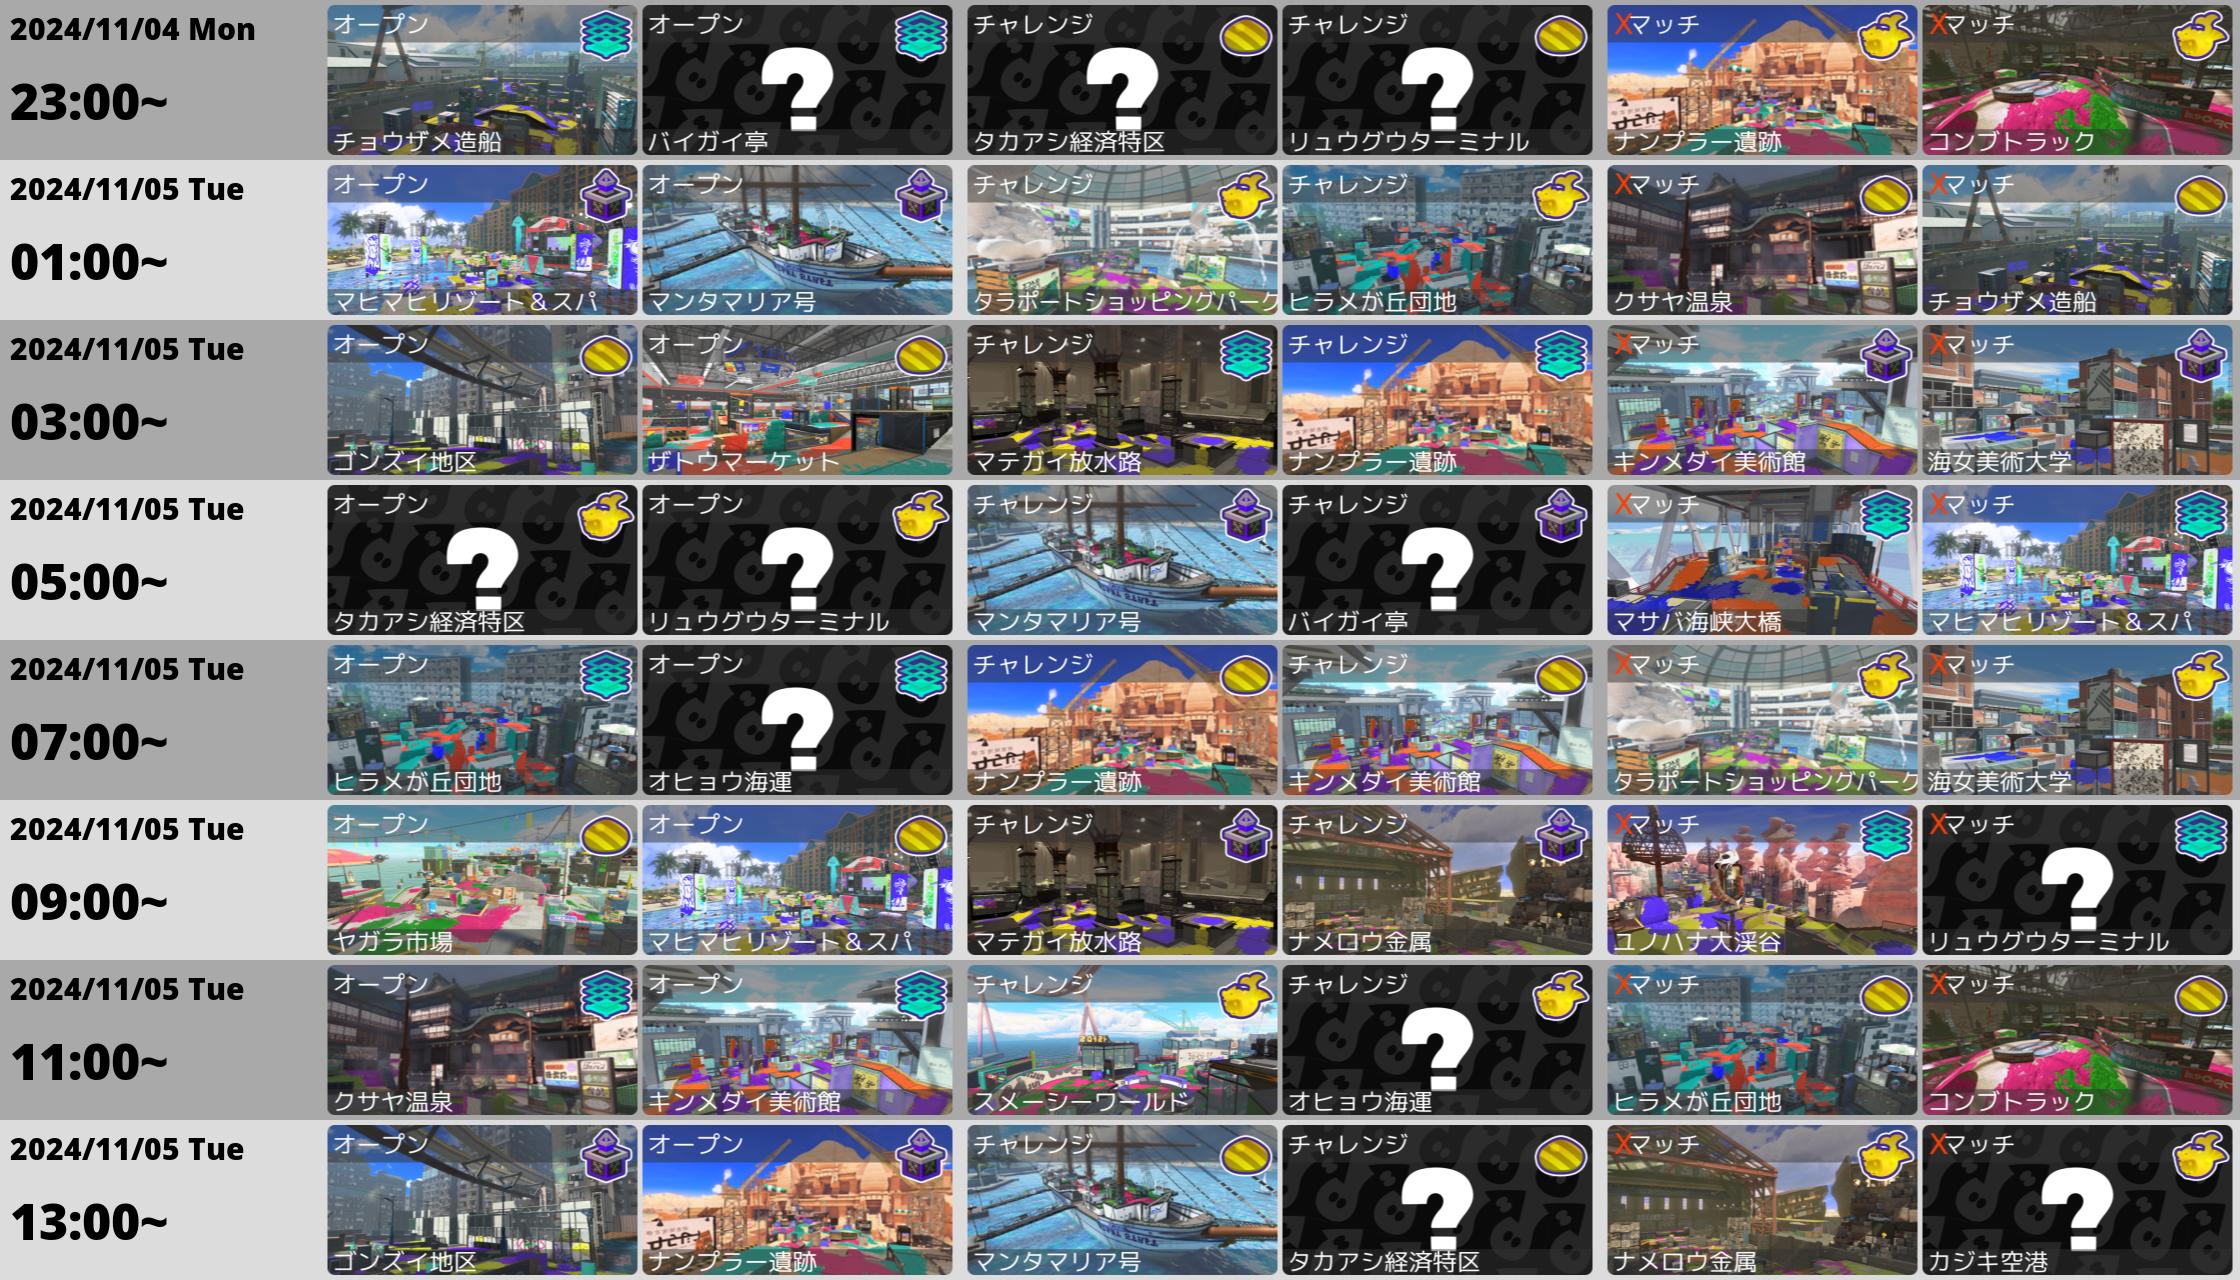 2024/11/04 Mon
23:00~
オープン
チョウザメ造船
オープン
バイガイ亭
チャレンジ
タカアシ経済特区
チャレンジ
リュウグウターミナル
Xマッチ
ナンプラー遺跡
Xマッチ
コンブトラック
2024/11/05 Tue
01:00~
オープン
マヒマヒリゾート＆スパ
オープン
マンタマリア号
チャレンジ
タラポートショッピングパーク
チャレンジ
ヒラメが丘団地
Xマッチ
クサヤ温泉
Xマッチ
チョウザメ造船
2024/11/05 Tue
03:00~
オープン
ゴンズイ地区
オープン
ザトウマーケット
チャレンジ
マテガイ放水路
チャレンジ
ナンプラー遺跡
Xマッチ
キンメダイ美術館
Xマッチ
海女美術大学
2024/11/05 Tue
05:00~
オープン
タカアシ経済特区
オープン
リュウグウターミナル
チャレンジ
マンタマリア号
チャレンジ
バイガイ亭
Xマッチ
マサバ海峡大橋
Xマッチ
マヒマヒリゾート＆スパ
2024/11/05 Tue
07:00~
オープン
ヒラメが丘団地
オープン
オヒョウ海運
チャレンジ
ナンプラー遺跡
チャレンジ
キンメダイ美術館
Xマッチ
タラポートショッピングパーク
Xマッチ
海女美術大学
2024/11/05 Tue
09:00~
オープン
ヤガラ市場
オープン
マヒマヒリゾート＆スパ
チャレンジ
マテガイ放水路
チャレンジ
ナメロウ金属
Xマッチ
ユノハナ大渓谷
Xマッチ
リュウグウターミナル
2024/11/05 Tue
11:00~
オープン
クサヤ温泉
オープン
キンメダイ美術館
チャレンジ
スメーシーワールド
チャレンジ
オヒョウ海運
Xマッチ
ヒラメが丘団地
Xマッチ
コンブトラック
2024/11/05 Tue
13:00~
オープン
ゴンズイ地区
オープン
ナンプラー遺跡
チャレンジ
マンタマリア号
チャレンジ
タカアシ経済特区
Xマッチ
ナメロウ金属
Xマッチ
カジキ空港